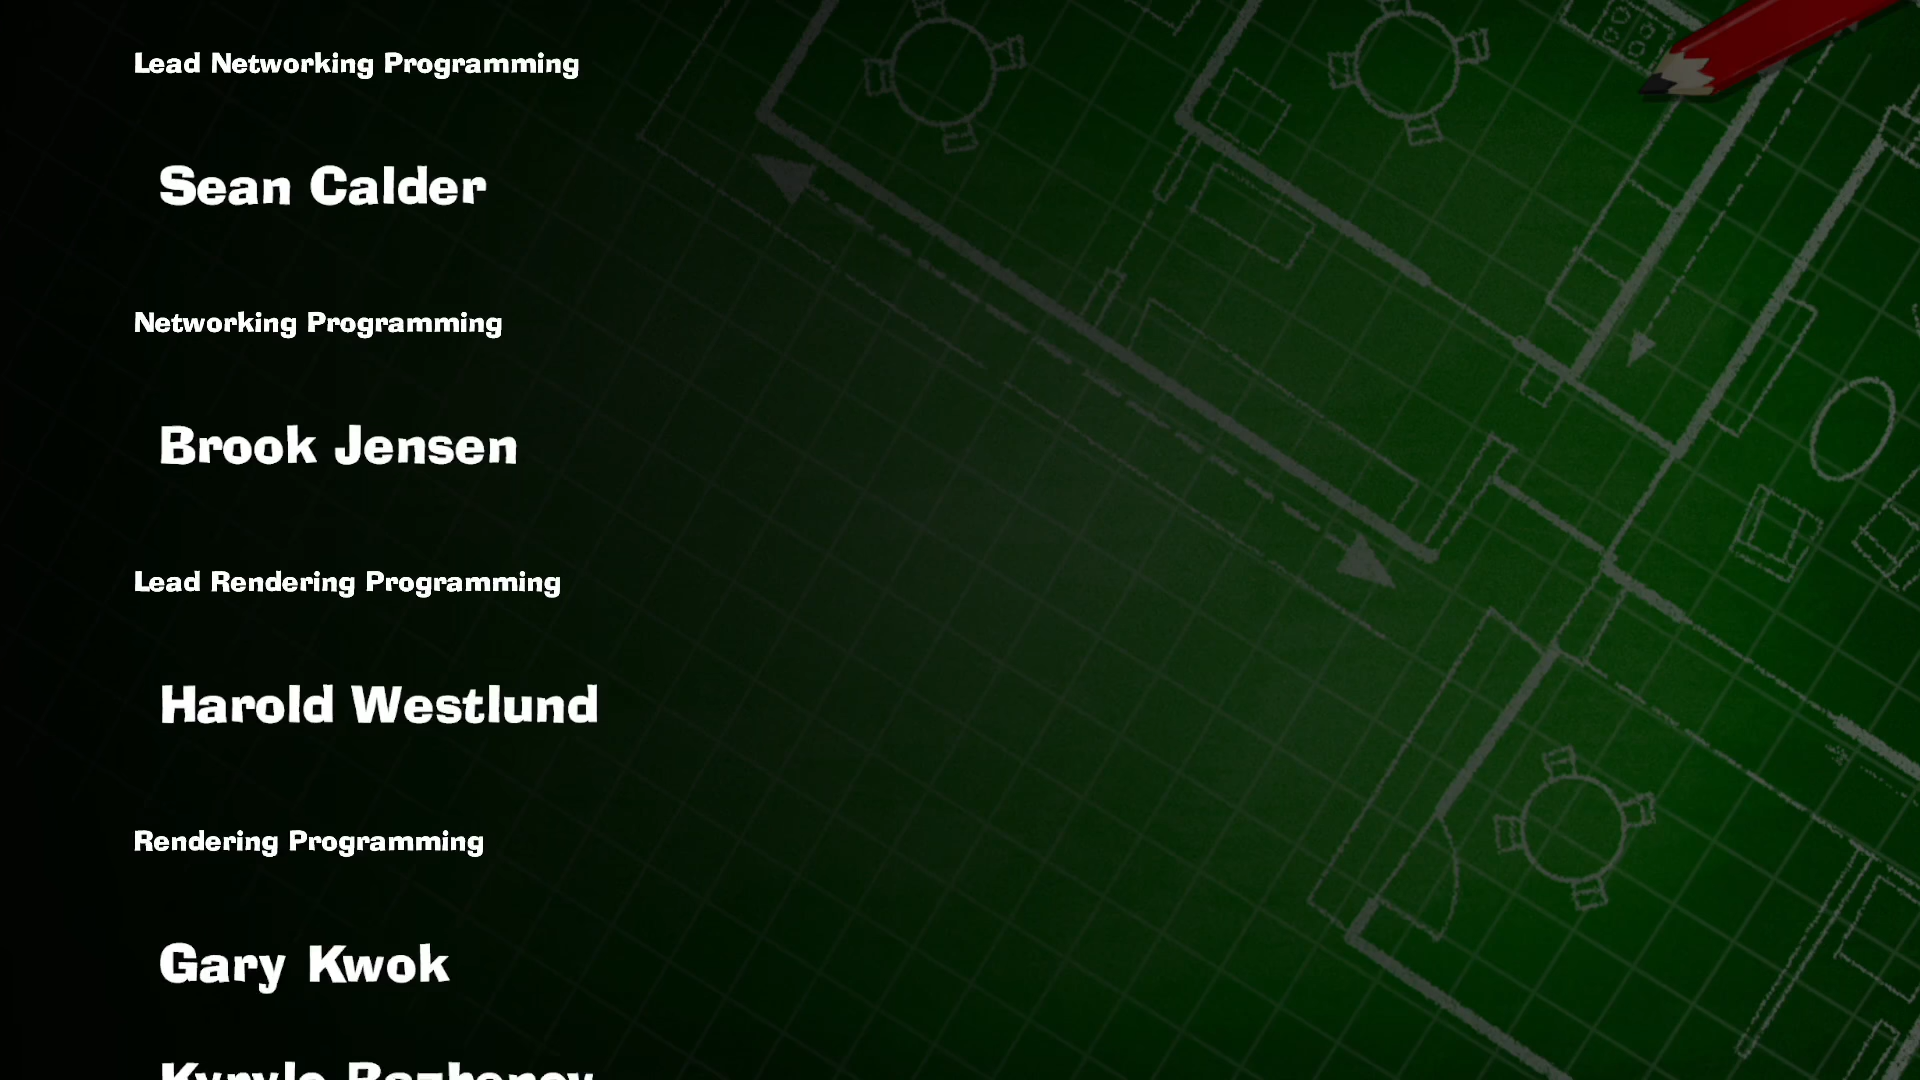 Lead Networking Programming
Sean Calder
Networking Programming
Brook Jensen
Lead Rendering Programming
Harold Westlund
Rendering Programming
Gary Kwok